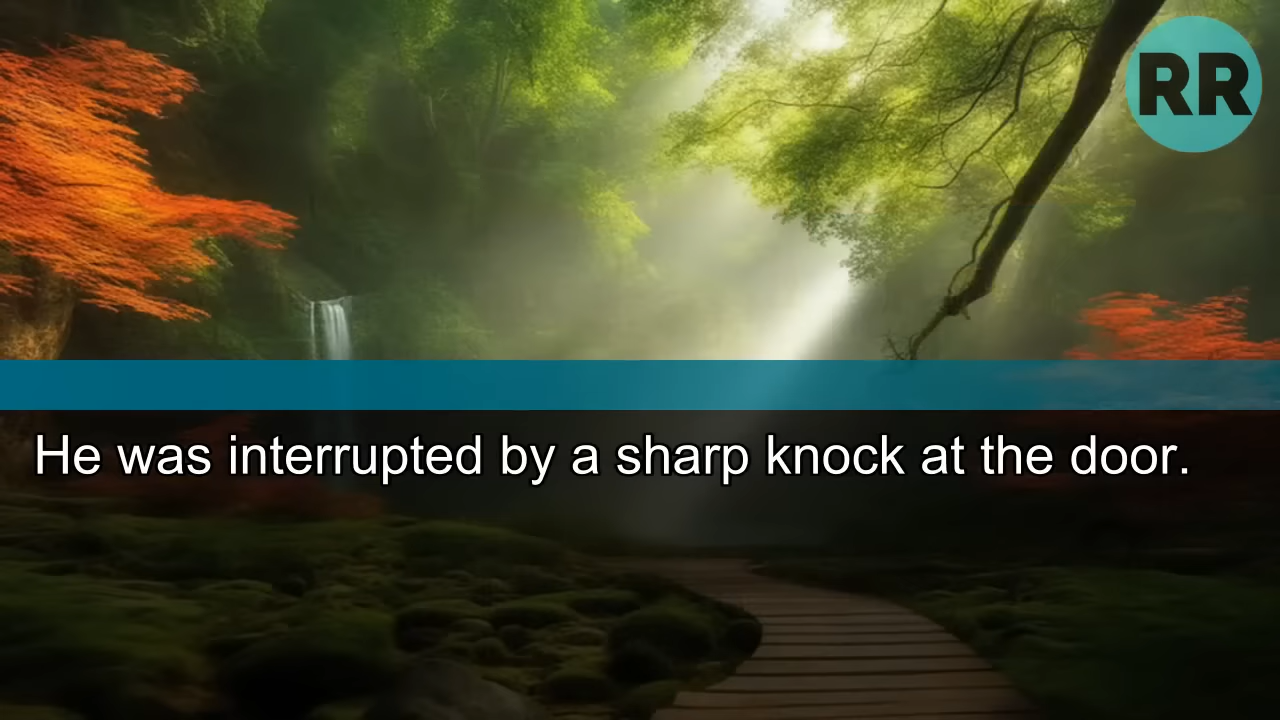 RR
He was interrupted by a sharp knock at the door.